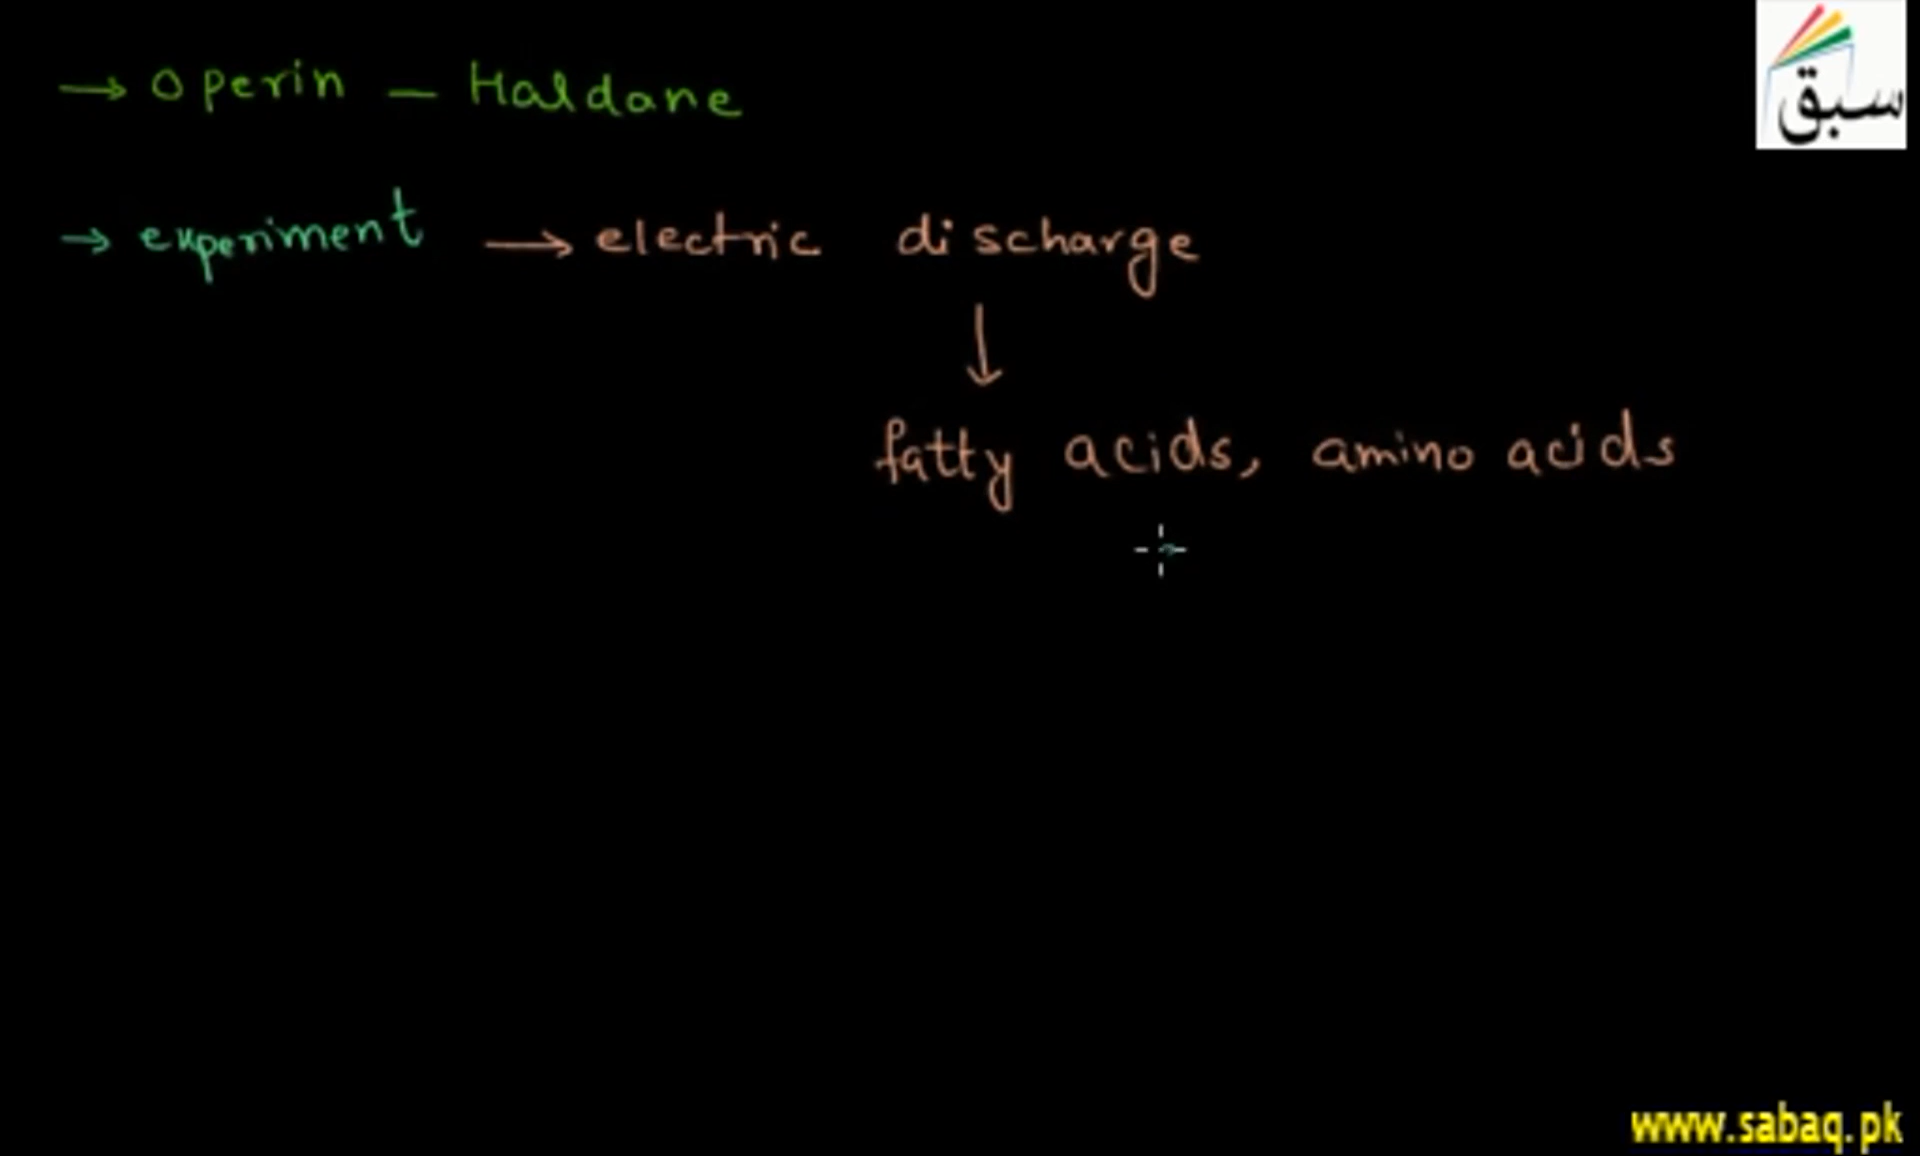 → Operin – Haldane
سبق
→ experiment → electric discharge
↓
fatty acids, amino acids
www.sabaq.pk